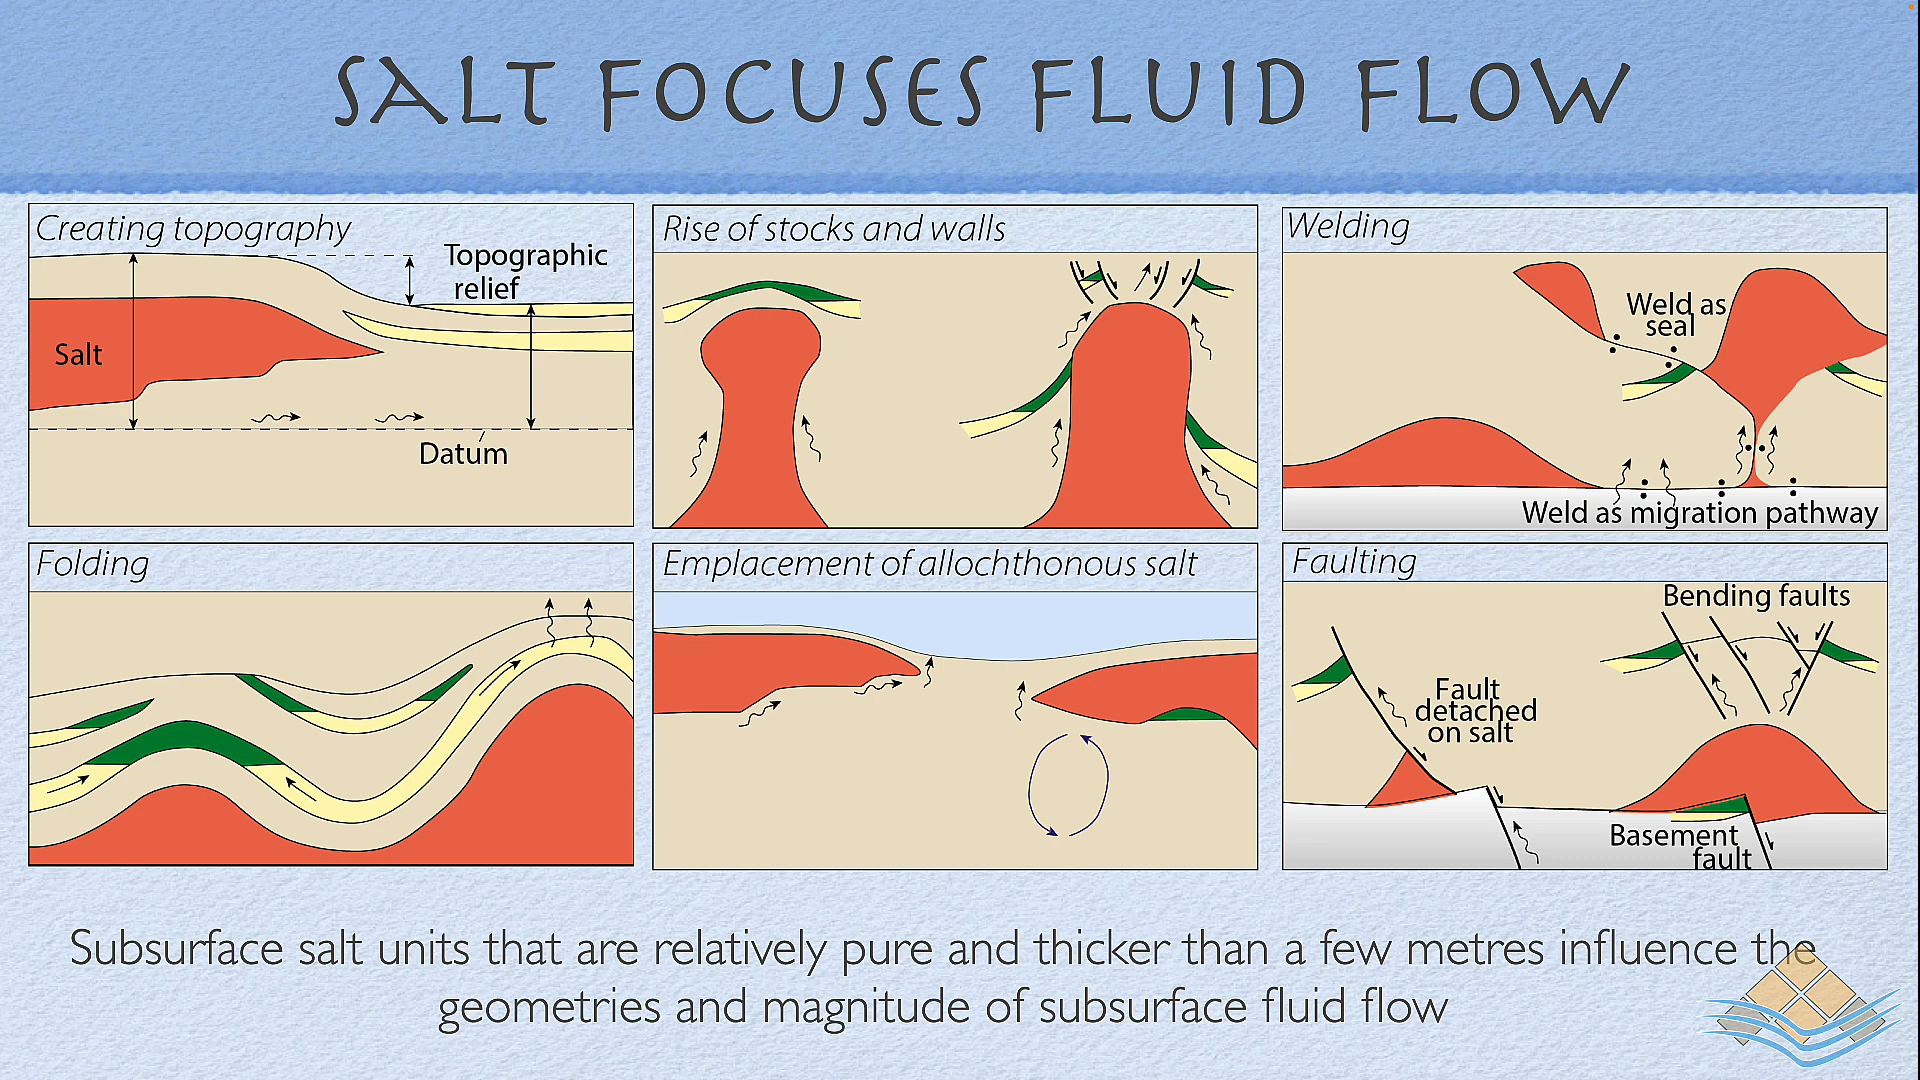 SALT FOCUSES FLUID FLOW
Creating topography
Topographic
relief
Salt
Datum
Rise of stocks and walls
Welding
Weld as
seal
Weld as migration pathway
Folding
Emplacement of allochthonous salt
Faulting
Bending faults
Fault
detached
on salt
Basement
fault
Subsurface salt units that are relatively pure and thicker than a few metres influence the
geometries and magnitude of subsurface fluid flow